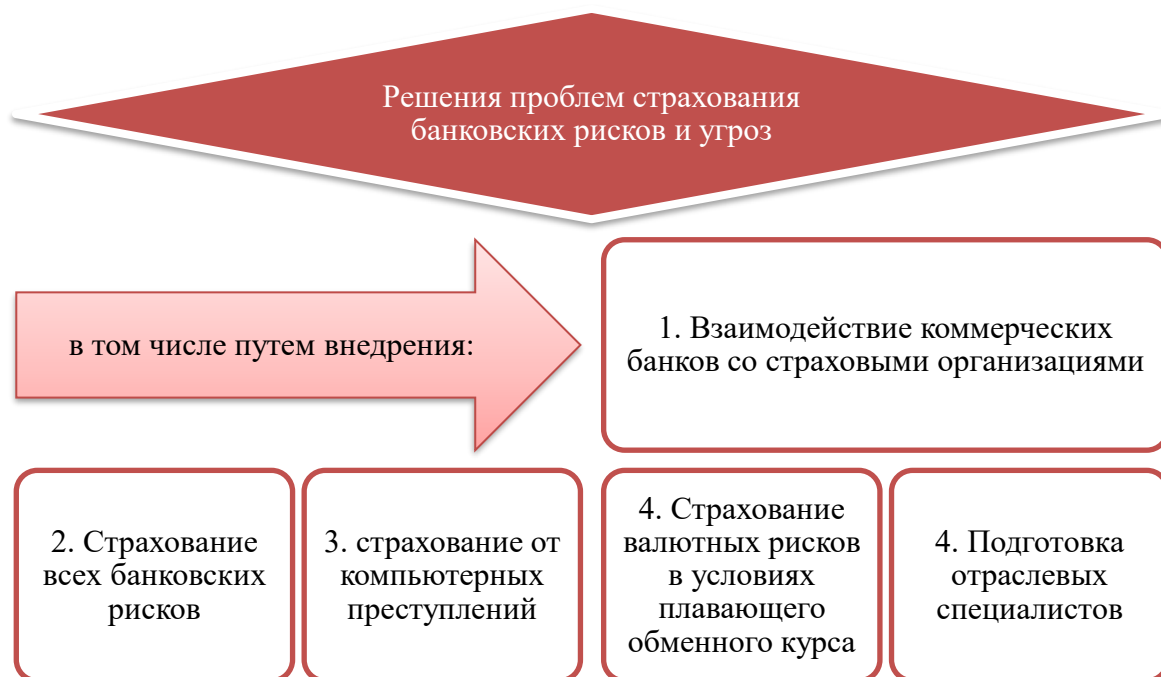 Решения проблем страхования
банковских рисков и угроз
в том числе путем внедрения:
1. Взаимодействие коммерческих
банков со страховыми организациями
2. Страхование
всех банковских
рисков
3. страхование от
компьютерных
преступлений
4. Страхование
валютных рисков
в условиях
плавающего
обменного курса
4. Подготовка
отраслевых
специалистов